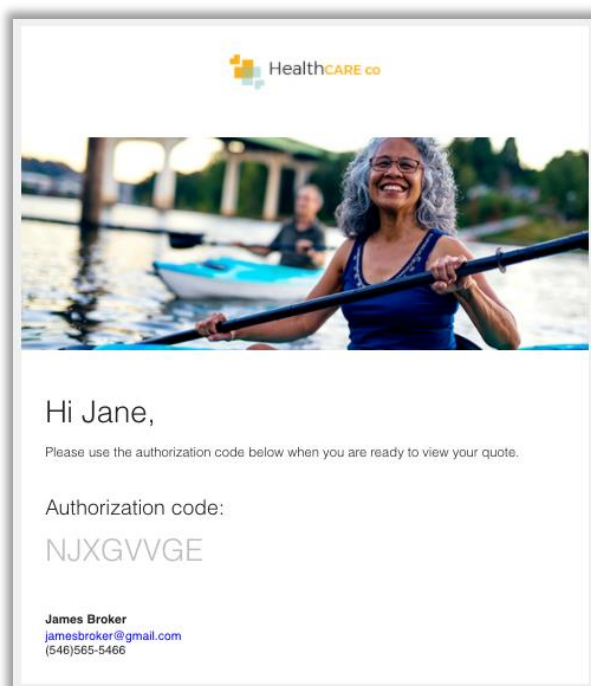 HealthCARE co
Hi Jane,
Please use the authorization code below when you are ready to view your quote.
Authorization code:
NJXGVVGE
James Broker
jamesbroker@gmail.com
(546)565-5466